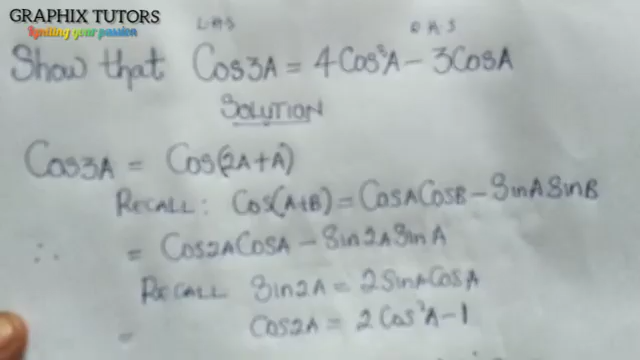 GRAPHIX TUTORS
Igniting your passion
L.H.S R.H.S
Show that Cos3A = 4Cos³A - 3CosA
SOLUTION
Cos3A = Cos(2A+A)
RECALL: Cos(A+B) = CosACosB - SinASinB
∴ = Cos2ACosA - Sin2ASinA
RECALL Sin2A = 2SinACosA
Cos2A = 2Cos²A-1
=